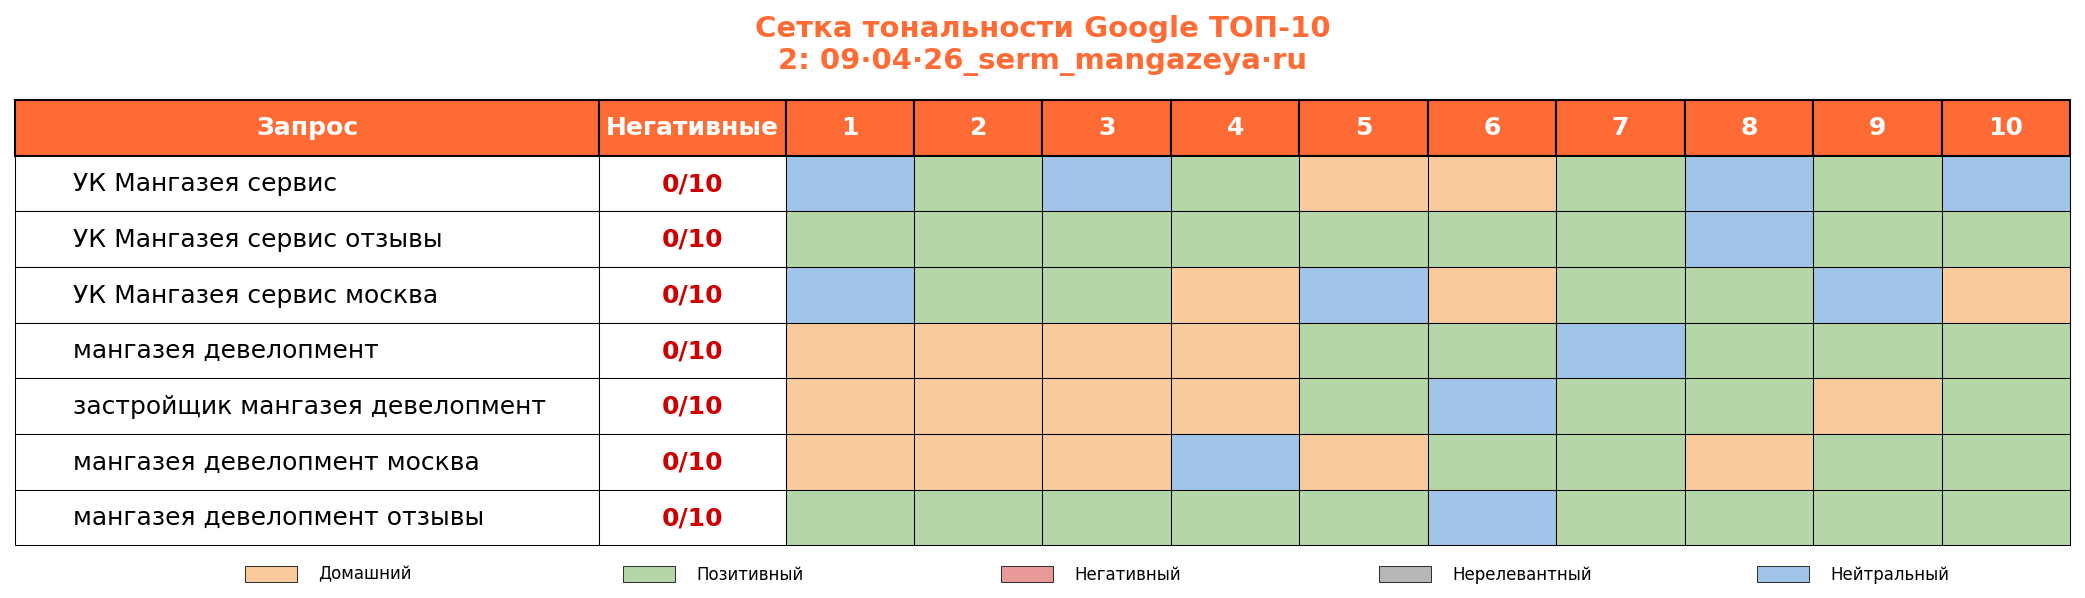 Сетка тональности Google ТОП-10
2: 09·04·26_serm_mangazeya·ru
Запрос Негативные 1 2 3 4 5 6 7 8 9 10
УК Мангазея сервис 0/10
УК Мангазея сервис отзывы 0/10
УК Мангазея сервис москва 0/10
мангазея девелопмент 0/10
застройщик мангазея девелопмент 0/10
мангазея девелопмент москва 0/10
мангазея девелопмент отзывы 0/10
Домашний Позитивный Негативный Нерелевантный Нейтральный